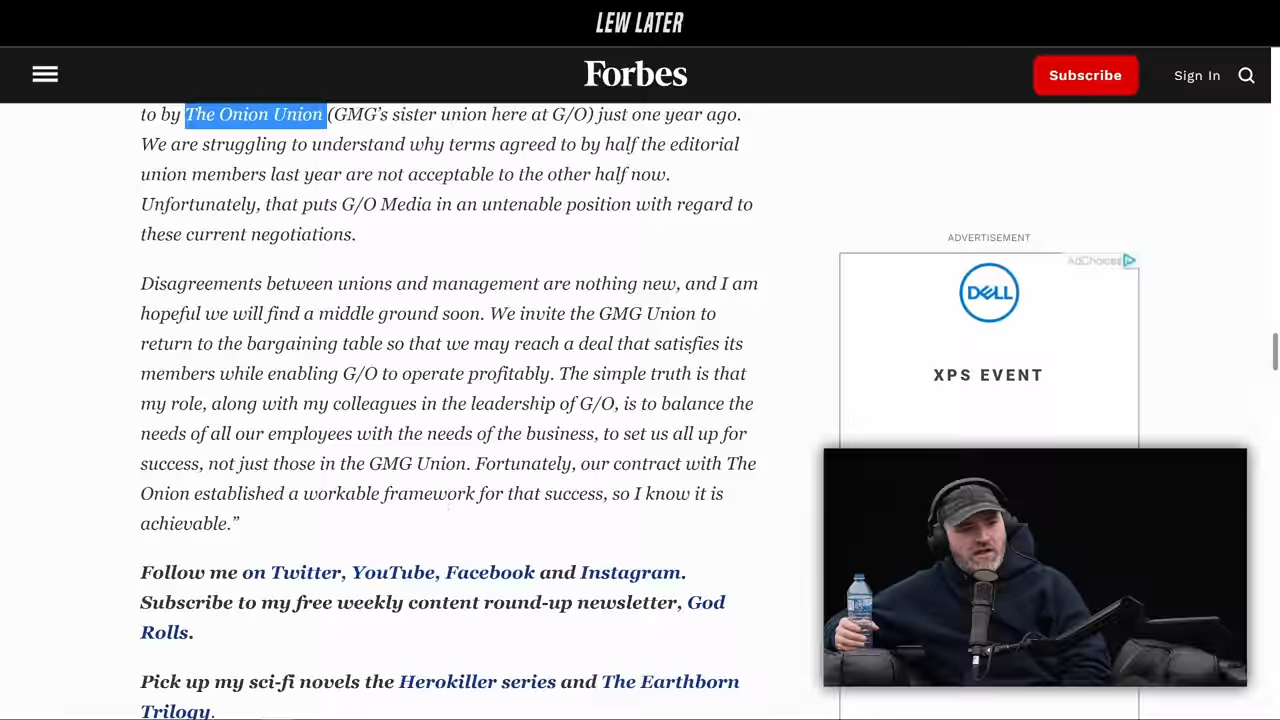 LEW LATER
Forbes
Subscribe
Sign In
to by The Onion Union (GMG’s sister union here at G/O) just one year ago.
We are struggling to understand why terms agreed to by half the editorial
union members last year are not acceptable to the other half now.
Unfortunately, that puts G/O Media in an untenable position with regard to
these current negotiations.
Disagreements between unions and management are nothing new, and I am
hopeful we will find a middle ground soon. We invite the GMG Union to
return to the bargaining table so that we may reach a deal that satisfies its
members while enabling G/O to operate profitably. The simple truth is that
my role, along with my colleagues in the leadership of G/O, is to balance the
needs of all our employees with the needs of the business, to set us all up for
success, not just those in the GMG Union. Fortunately, our contract with The
Onion established a workable framework for that success, so I know it is
achievable.”
Follow me on Twitter, YouTube, Facebook and Instagram.
Subscribe to my free weekly content round-up newsletter, God
Rolls.
Pick up my sci-fi novels the Herokiller series and The Earthborn
Trilogy.
ADVERTISEMENT
AdChoices
DELL
XPS EVENT